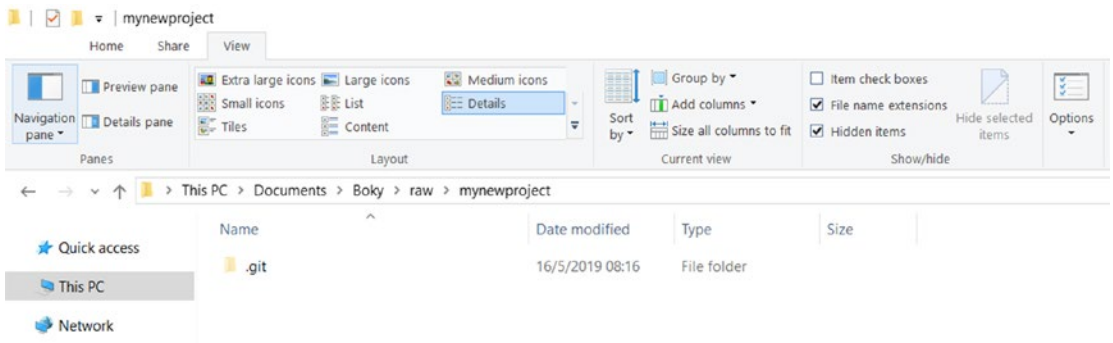 mynewproject
Home Share View
Navigation pane
Preview pane
Details pane
Panes
Extra large icons Large icons Medium icons
Small icons List Details
Tiles Content
Layout
Sort by
Group by
Add columns
Size all columns to fit
Current view
Item check boxes
File name extensions
Hidden items
Hide selected items
Show/hide
Options
This PC > Documents > Boky > raw > mynewproject
Quick access
This PC
Network
Name Date modified Type Size
.git 16/5/2019 08:16 File folder